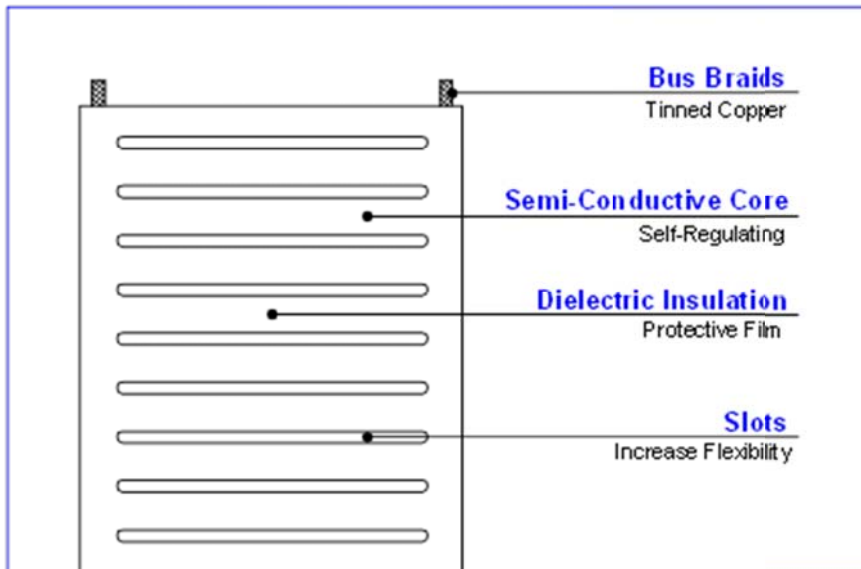 Bus Braids
Tinned Copper
Semi-Conductive Core
Self-Regulating
Dielectric Insulation
Protective Film
Slots
Increase Flexibility